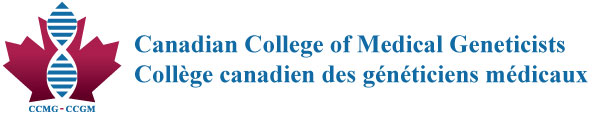 Canadian College of Medical Geneticists
Collège canadien des généticiens médicaux
CCMG - CCGM